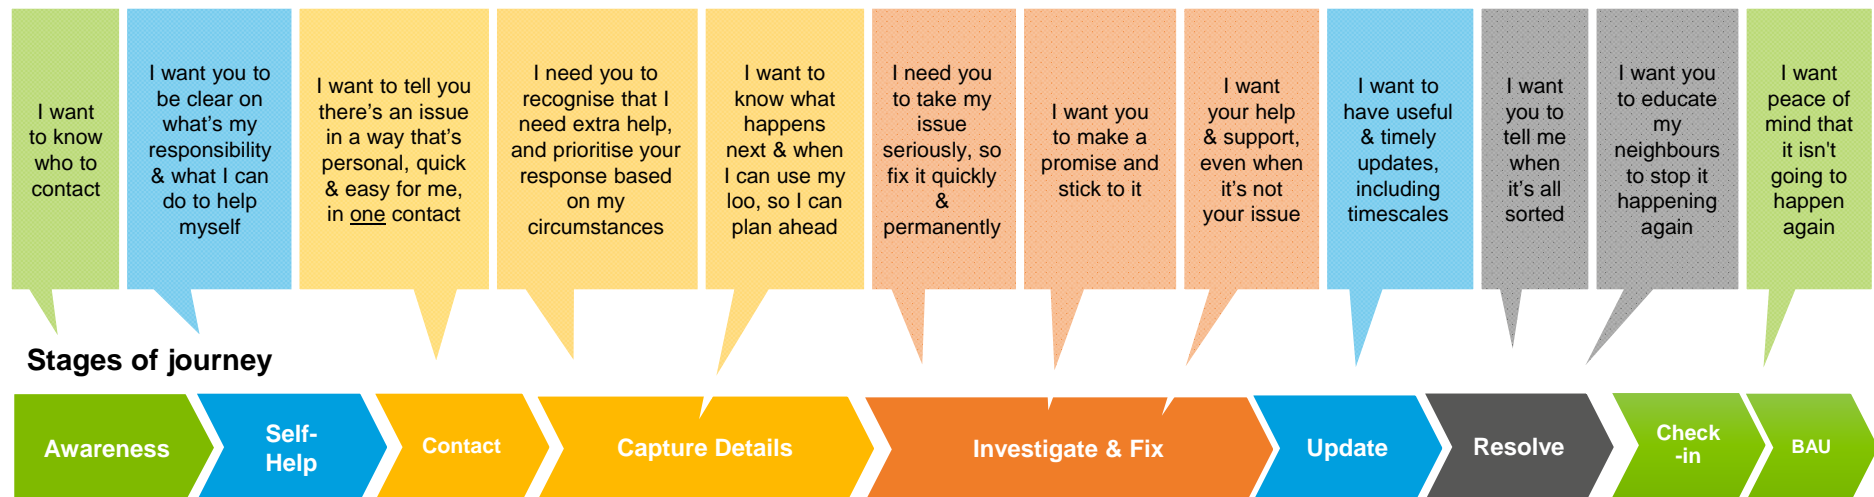 I want
to know
who to
contact
I want you to
be clear on
what's my
responsibility
& what I can
do to help
myself
I want to tell you
there's an issue
in a way that's
personal, quick
& easy for me,
in one contact
I need you to
recognise that I
need extra help,
and prioritise your
response based
on my
circumstances
I want to
know what
happens
next & when
I can use my
loo, so I can
plan ahead
I need you
to take my
issue
seriously, so
fix it quickly
&
permanently
I want you
to make a
promise and
stick to it
I want
your help
& support,
even when
it's not
your issue
I want to
have useful
& timely
updates,
including
timescales
I want
you to
tell me
when
it's all
sorted
I want you
to educate
my
neighbours
to stop it
happening
again
I want
peace of
mind that
it isn't
going to
happen
again
Stages of journey
Awareness
Self-
Help
Contact
Capture Details
Investigate & Fix
Update
Resolve
Check
-in
BAU